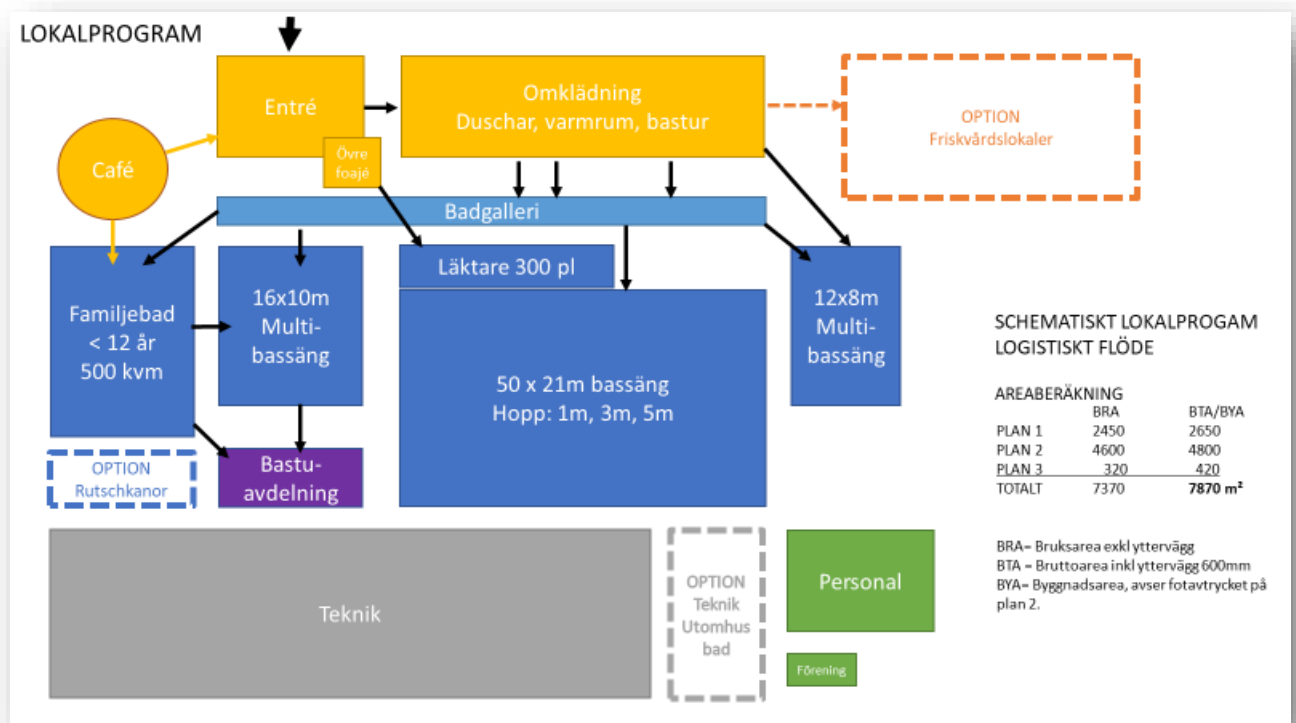 LOKALPROGRAM
Entré
Omklädning
Duschar, varmrum, bastur
OPTION
Friskvårdslokaler
Café
Övre
foajé
Badgalleri
Familjebad
< 12 år
500 kvm
16x10m
Multi-
bassäng
Läktare 300 pl
50 x 21m bassäng
Hopp: 1m, 3m, 5m
12x8m
Multi-
bassäng
OPTION
Rutschkanor
Bastu-
avdelning
Teknik
OPTION
Teknik
Utomhus
bad
Personal
Förening
SCHEMATISKT LOKALPROGAM
LOGISTISKT FLÖDE
AREABERÄKNING
BRA BTA/BYA
PLAN 1 2450 2650
PLAN 2 4600 4800
PLAN 3 320 420
TOTALT 7370 7870 m²
BRA= Bruksarea exkl yttervägg
BTA = Bruttoarea inkl yttervägg 600mm
BYA= Byggnadsarea, avser fotavtrycket på
plan 2.